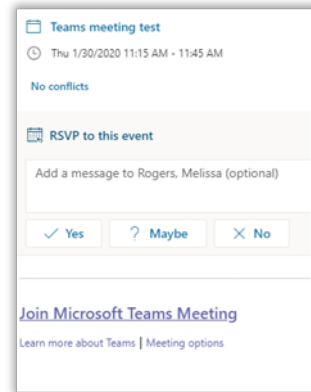 Teams meeting test
Thu 1/30/2020 11:15 AM - 11:45 AM
No conflicts
RSVP to this event
Add a message to Rogers, Melissa (optional)
Yes
Maybe
No
Join Microsoft Teams Meeting
Learn more about Teams | Meeting options